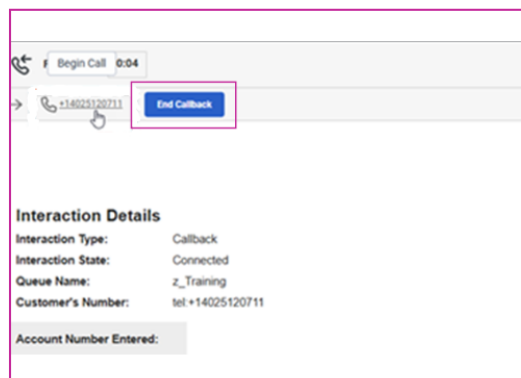 Begin Call 0:04
+14025120711 End Callback
Interaction Details
Interaction Type: Callback
Interaction State: Connected
Queue Name: z_Training
Customer's Number: tel:+14025120711
Account Number Entered: